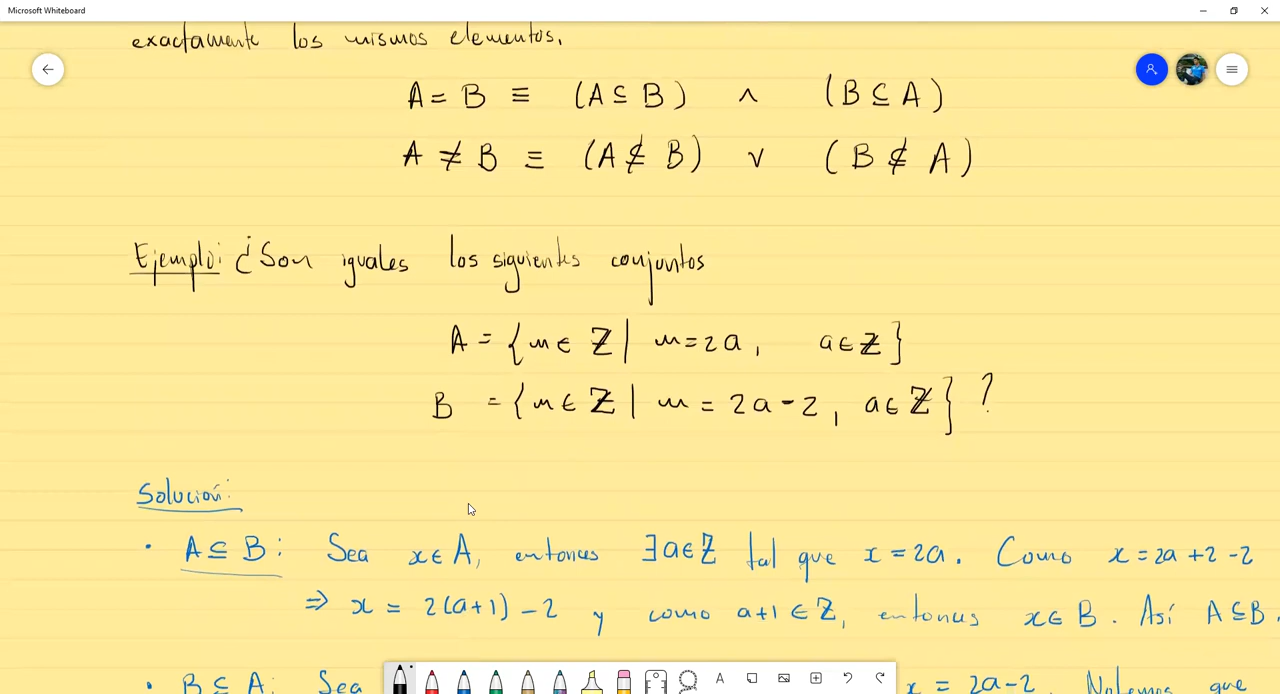 Microsoft Whiteboard
exactamente los mismos elementos.
A = B ≡ (A ⊆ B) ∧ (B ⊆ A)
A ≠ B ≡ (A ⊈ B) ∨ (B ⊈ A)
Ejemplo: ¿Son iguales los siguientes conjuntos
A = {m ∈ Z | m = 2a, a ∈ Z}
B = {m ∈ Z | m = 2a - 2, a ∈ Z} ?
Solución:
• A ⊆ B : Sea x ∈ A, entonces ∃ a ∈ Z tal que x = 2a. Como x = 2a + 2 - 2
⇒ x = 2(a+1) - 2 y como a+1 ∈ Z, entonces x ∈ B. Así A ⊆ B.
• B ⊆ A: Sea x = 2a - 2. Notemos que